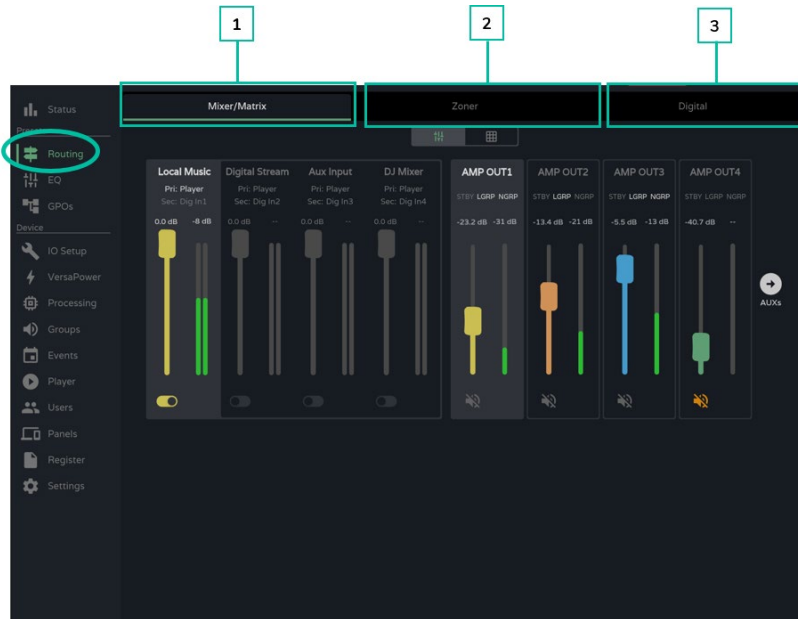 1
2
3
Status
Mixer/Matrix
Zoner
Digital
Preset
Routing
EQ
GPOs
Device
IO Setup
VersaPower
Processing
Groups
Events
Player
Users
Panels
Register
Settings
Local Music
Digital Stream
Aux Input
DJ Mixer
Pri: Player
Pri: Player
Pri: Player
Pri: Player
Sec: Dig In1
Sec: Dig In2
Sec: Dig In3
Sec: Dig In4
0.0 dB -8 dB
0.0 dB --
0.0 dB --
0.0 dB --
AMP OUT1
AMP OUT2
AMP OUT3
AMP OUT4
STBY LGRP NGRP
STBY LGRP NGRP
STBY LGRP NGRP
STBY LGRP NGRP
-23.2 dB -31 dB
-13.4 dB -21 dB
-5.5 dB -13 dB
-40.7 dB --
AUXs